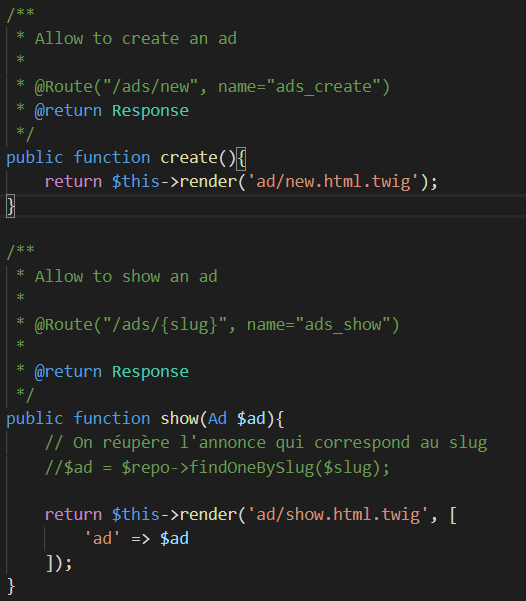 /**
 * Allow to create an ad
 *
 * @Route("/ads/new", name="ads_create")
 * @return Response
 */
public function create(){
    return $this->render('ad/new.html.twig');
}

/**
 * Allow to show an ad
 *
 * @Route("/ads/{slug}", name="ads_show")
 *
 * @return Response
 */
public function show(Ad $ad){
    // On réupère l'annonce qui correspond au slug
    //$ad = $repo->findOneBySlug($slug);

    return $this->render('ad/show.html.twig', [
        'ad' => $ad
    ]);
}